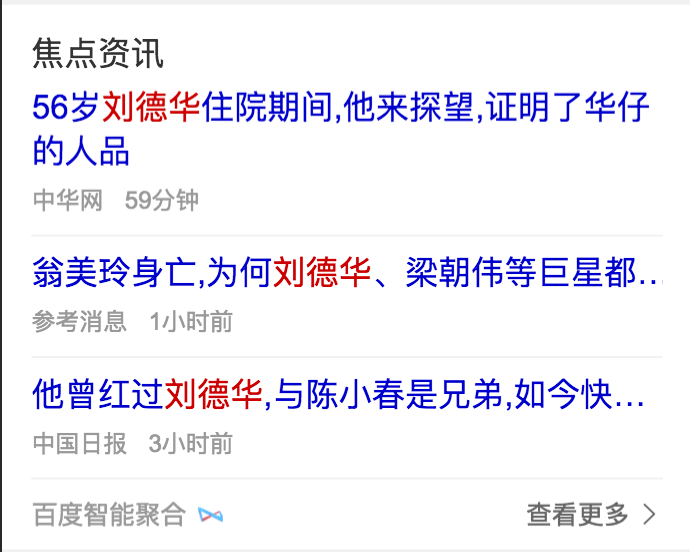 焦点资讯
56岁刘德华住院期间,他来探望,证明了华仔
的人品
中华网 59分钟
翁美玲身亡,为何刘德华、梁朝伟等巨星都...
参考消息 1小时前
他曾红过刘德华,与陈小春是兄弟,如今快...
中国日报 3小时前
百度智能聚合 查看更多